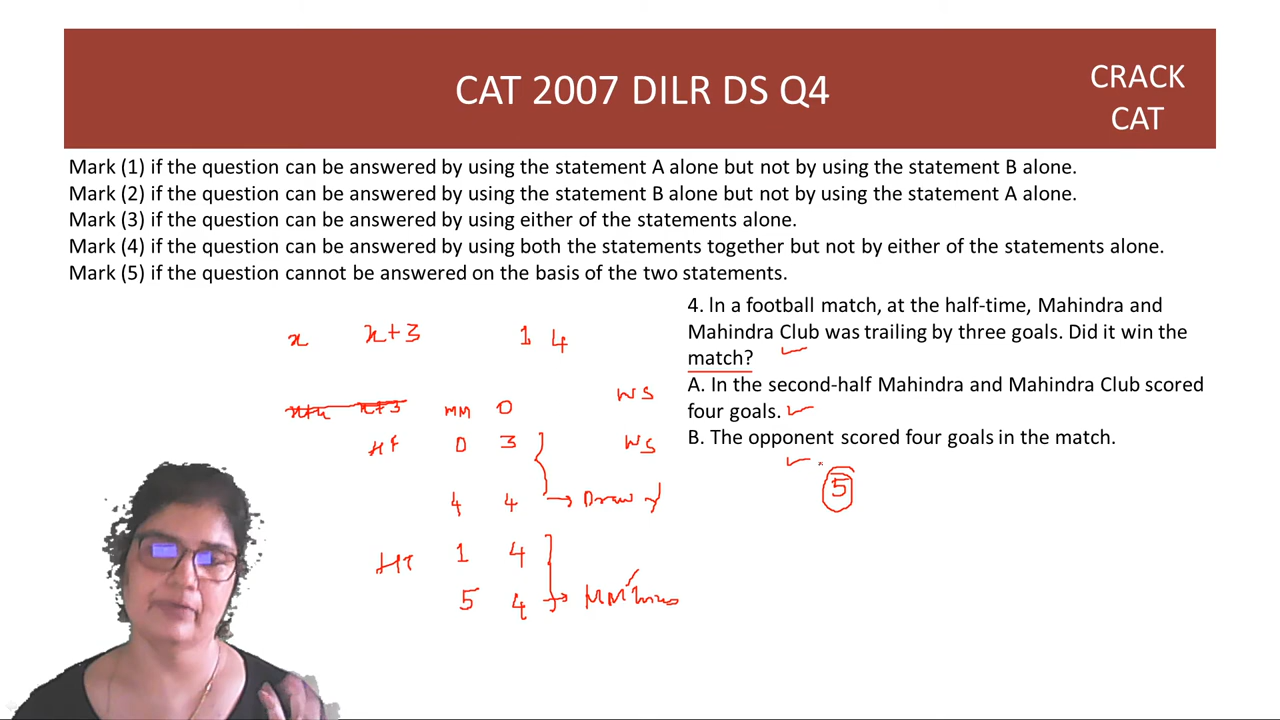 CAT 2007 DILR DS Q4
CRACK
CAT
Mark (1) if the question can be answered by using the statement A alone but not by using the statement B alone.
Mark (2) if the question can be answered by using the statement B alone but not by using the statement A alone.
Mark (3) if the question can be answered by using either of the statements alone.
Mark (4) if the question can be answered by using both the statements together but not by either of the statements alone.
Mark (5) if the question cannot be answered on the basis of the two statements.
4. In a football match, at the half-time, Mahindra and
Mahindra Club was trailing by three goals. Did it win the
match?
A. In the second-half Mahindra and Mahindra Club scored
four goals.
B. The opponent scored four goals in the match.
5
x x+3 1 4
MM O WS
0 3 WS
4 4 → Draw
HT 1 4
5 4 → MM